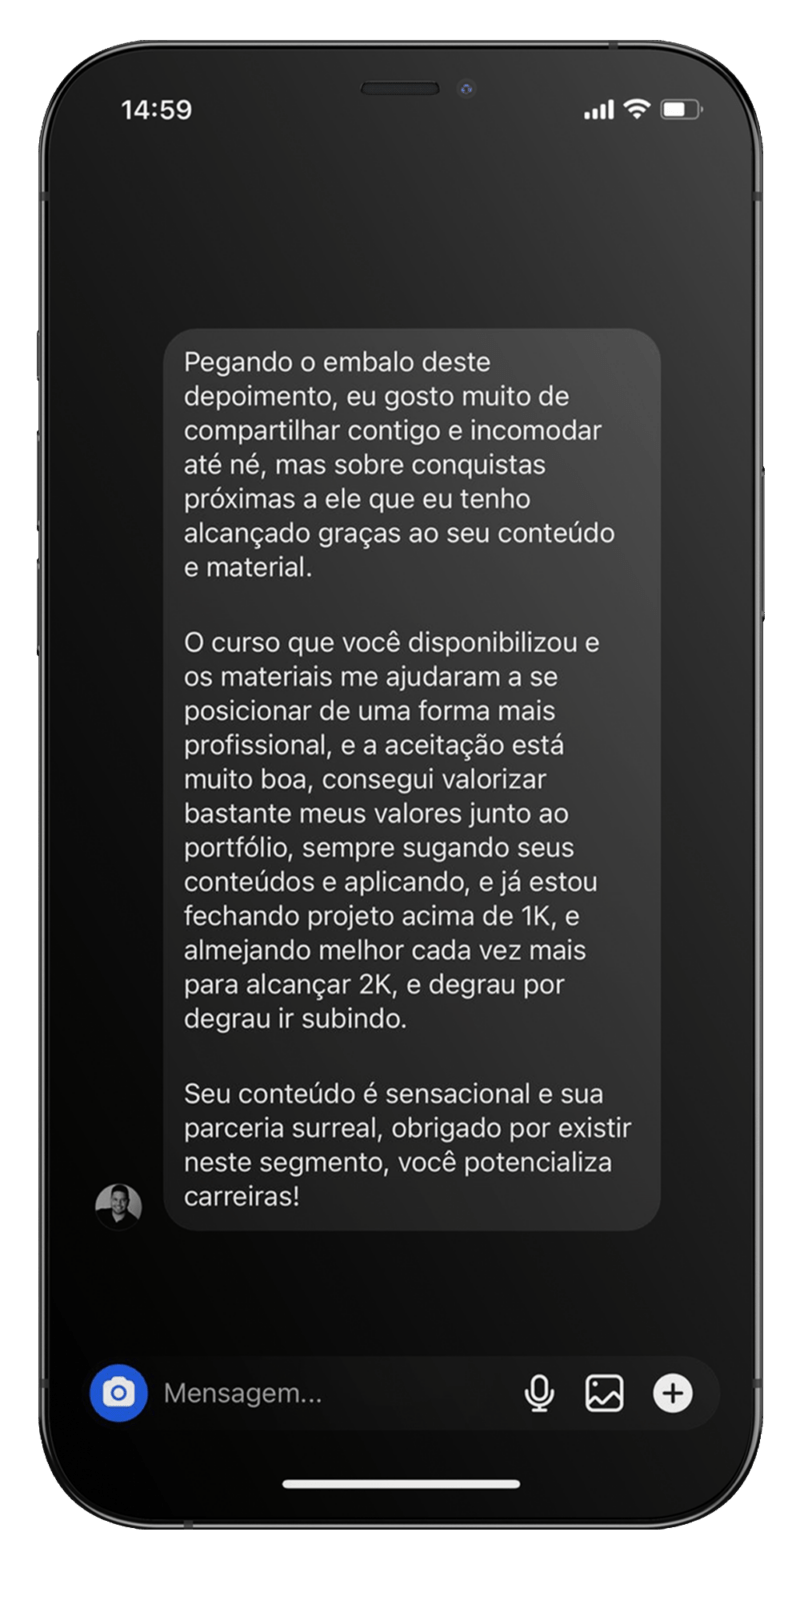 14:59
Pegando o embalo deste
depoimento, eu gosto muito de
compartilhar contigo e incomodar
até né, mas sobre conquistas
próximas a ele que eu tenho
alcançado graças ao seu conteúdo
e material.
O curso que você disponibilizou e
os materiais me ajudaram a se
posicionar de uma forma mais
profissional, e a aceitação está
muito boa, consegui valorizar
bastante meus valores junto ao
portfólio, sempre sugando seus
conteúdos e aplicando, e já estou
fechando projeto acima de 1K, e
almejando melhor cada vez mais
para alcançar 2K, e degrau por
degrau ir subindo.
Seu conteúdo é sensacional e sua
parceria surreal, obrigado por existir
neste segmento, você potencializa
carreiras!
Mensagem...